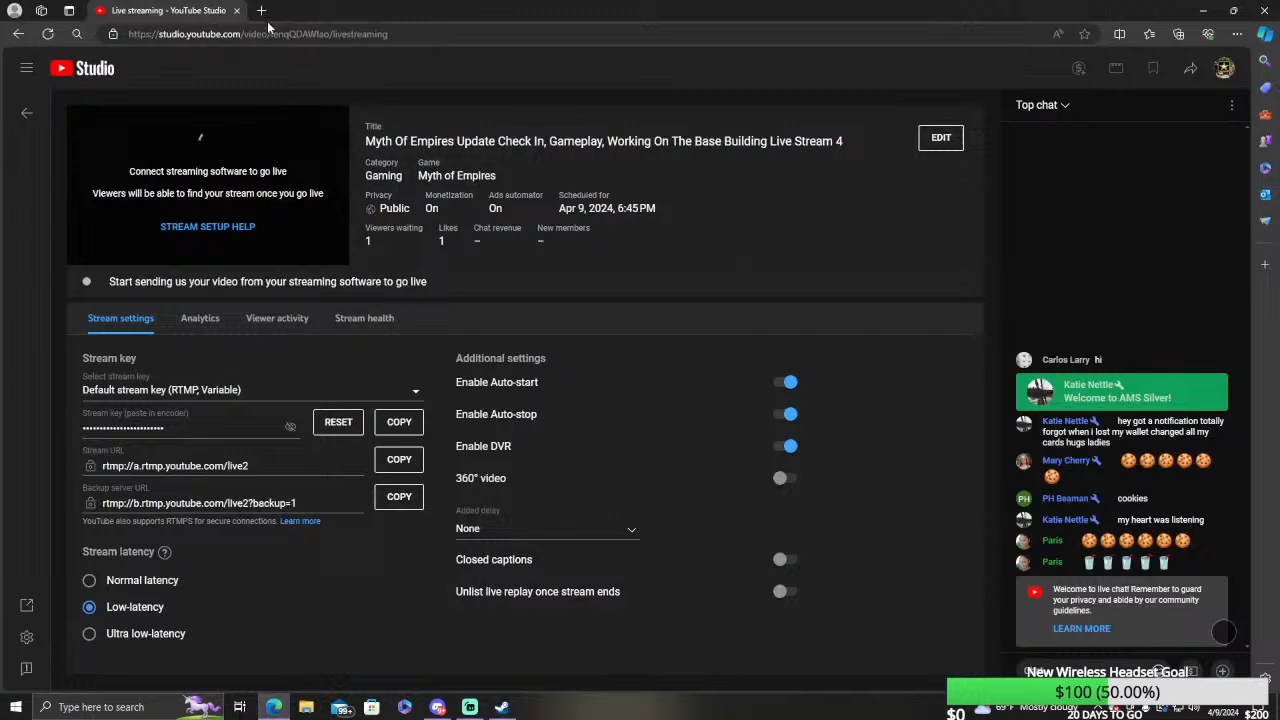 Live streaming - YouTube Studio
Studio
Connect streaming software to go live
Viewers will be able to find your stream once you go live
STREAM SETUP HELP
Title
Myth Of Empires Update Check In, Gameplay, Working On The Base Building Live Stream 4
EDIT
Category
Gaming
Game
Myth of Empires
Privacy
Public
Monetization
On
Ads automator
On
Scheduled for
Apr 9, 2024, 6:45 PM
Viewers waiting
1
Likes
1
Chat revenue
–
New members
–
Start sending us your video from your streaming software to go live
Stream settings
Analytics
Viewer activity
Stream health
Stream key
Select stream key
Default stream key (RTMP, Variable)
Stream key (paste in encoder)
••••••••••••••••••••••••
RESET
COPY
Stream URL
rtmp://a.rtmp.youtube.com/live2
COPY
Backup server URL
rtmp://b.rtmp.youtube.com/live2?backup=1
COPY
YouTube also supports RTMPS for secure connections. Learn more
Stream latency
Normal latency
Low-latency
Ultra low-latency
Additional settings
Enable Auto-start
Enable Auto-stop
Enable DVR
360° video
Added delay
None
Closed captions
Unlist live replay once stream ends
Top chat
Carlos Larry hi
Katie Nettle
Welcome to AMS Silver!
Katie Nettle hey got a notification totally
forgot when i lost my wallet changed all my
cards hugs ladies
Mary Cherry 🍪🍪🍪🍪🍪
🍪
PH
PH Beaman cookies
Katie Nettle my heart was listening
Paris 🍪🍪🍪🍪🍪🍪
Paris
Welcome to live chat! Remember to guard
your privacy and abide by our community
guidelines.
LEARN MORE
New Wireless Headset Goal
$100 (50.00%)
$0
20 DAYS TO GO
$200
Type here to search
99+
69°F Mostly cloudy
4/9/2024